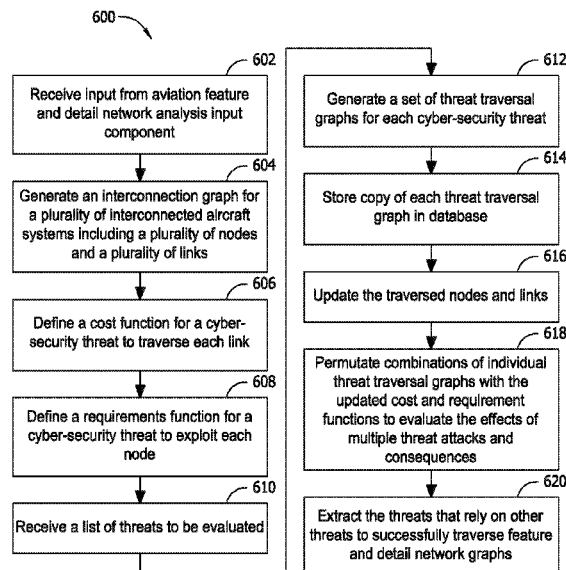 600
602
Receive input from aviation feature
and detail network analysis input
component
604
Generate an interconnection graph for
a plurality of interconnected aircraft
systems including a plurality of nodes
and a plurality of links
606
Define a cost function for a cyber-
security threat to traverse each link
608
Define a requirements function for a
cyber-security threat to exploit each
node
610
Receive a list of threats to be evaluated
612
Generate a set of threat traversal
graphs for each cyber-security threat
614
Store copy of each threat traversal
graph in database
616
Update the traversed nodes and links
618
Permutate combinations of individual
threat traversal graphs with the
updated cost and requirement
functions to evaluate the effects of
multiple threat attacks and
consequences
620
Extract the threats that rely on other
threats to successfully traverse feature
and detail network graphs